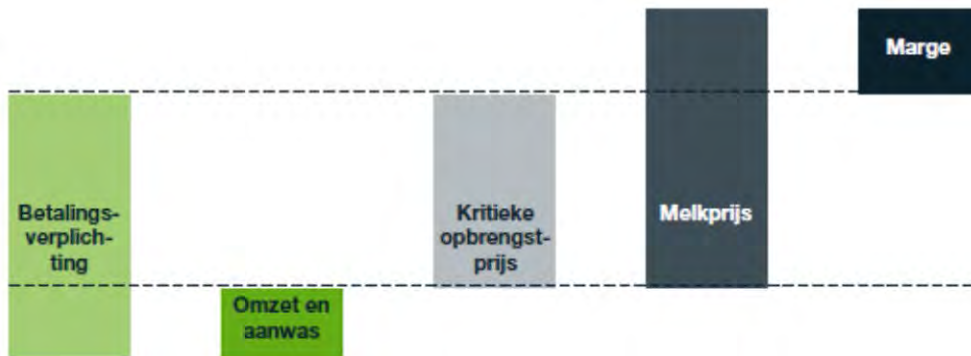 Marge
Betalings-
verplich-
ting
Kritieke
opbrengst-
prijs
Melkprijs
Omzet en
aanwas